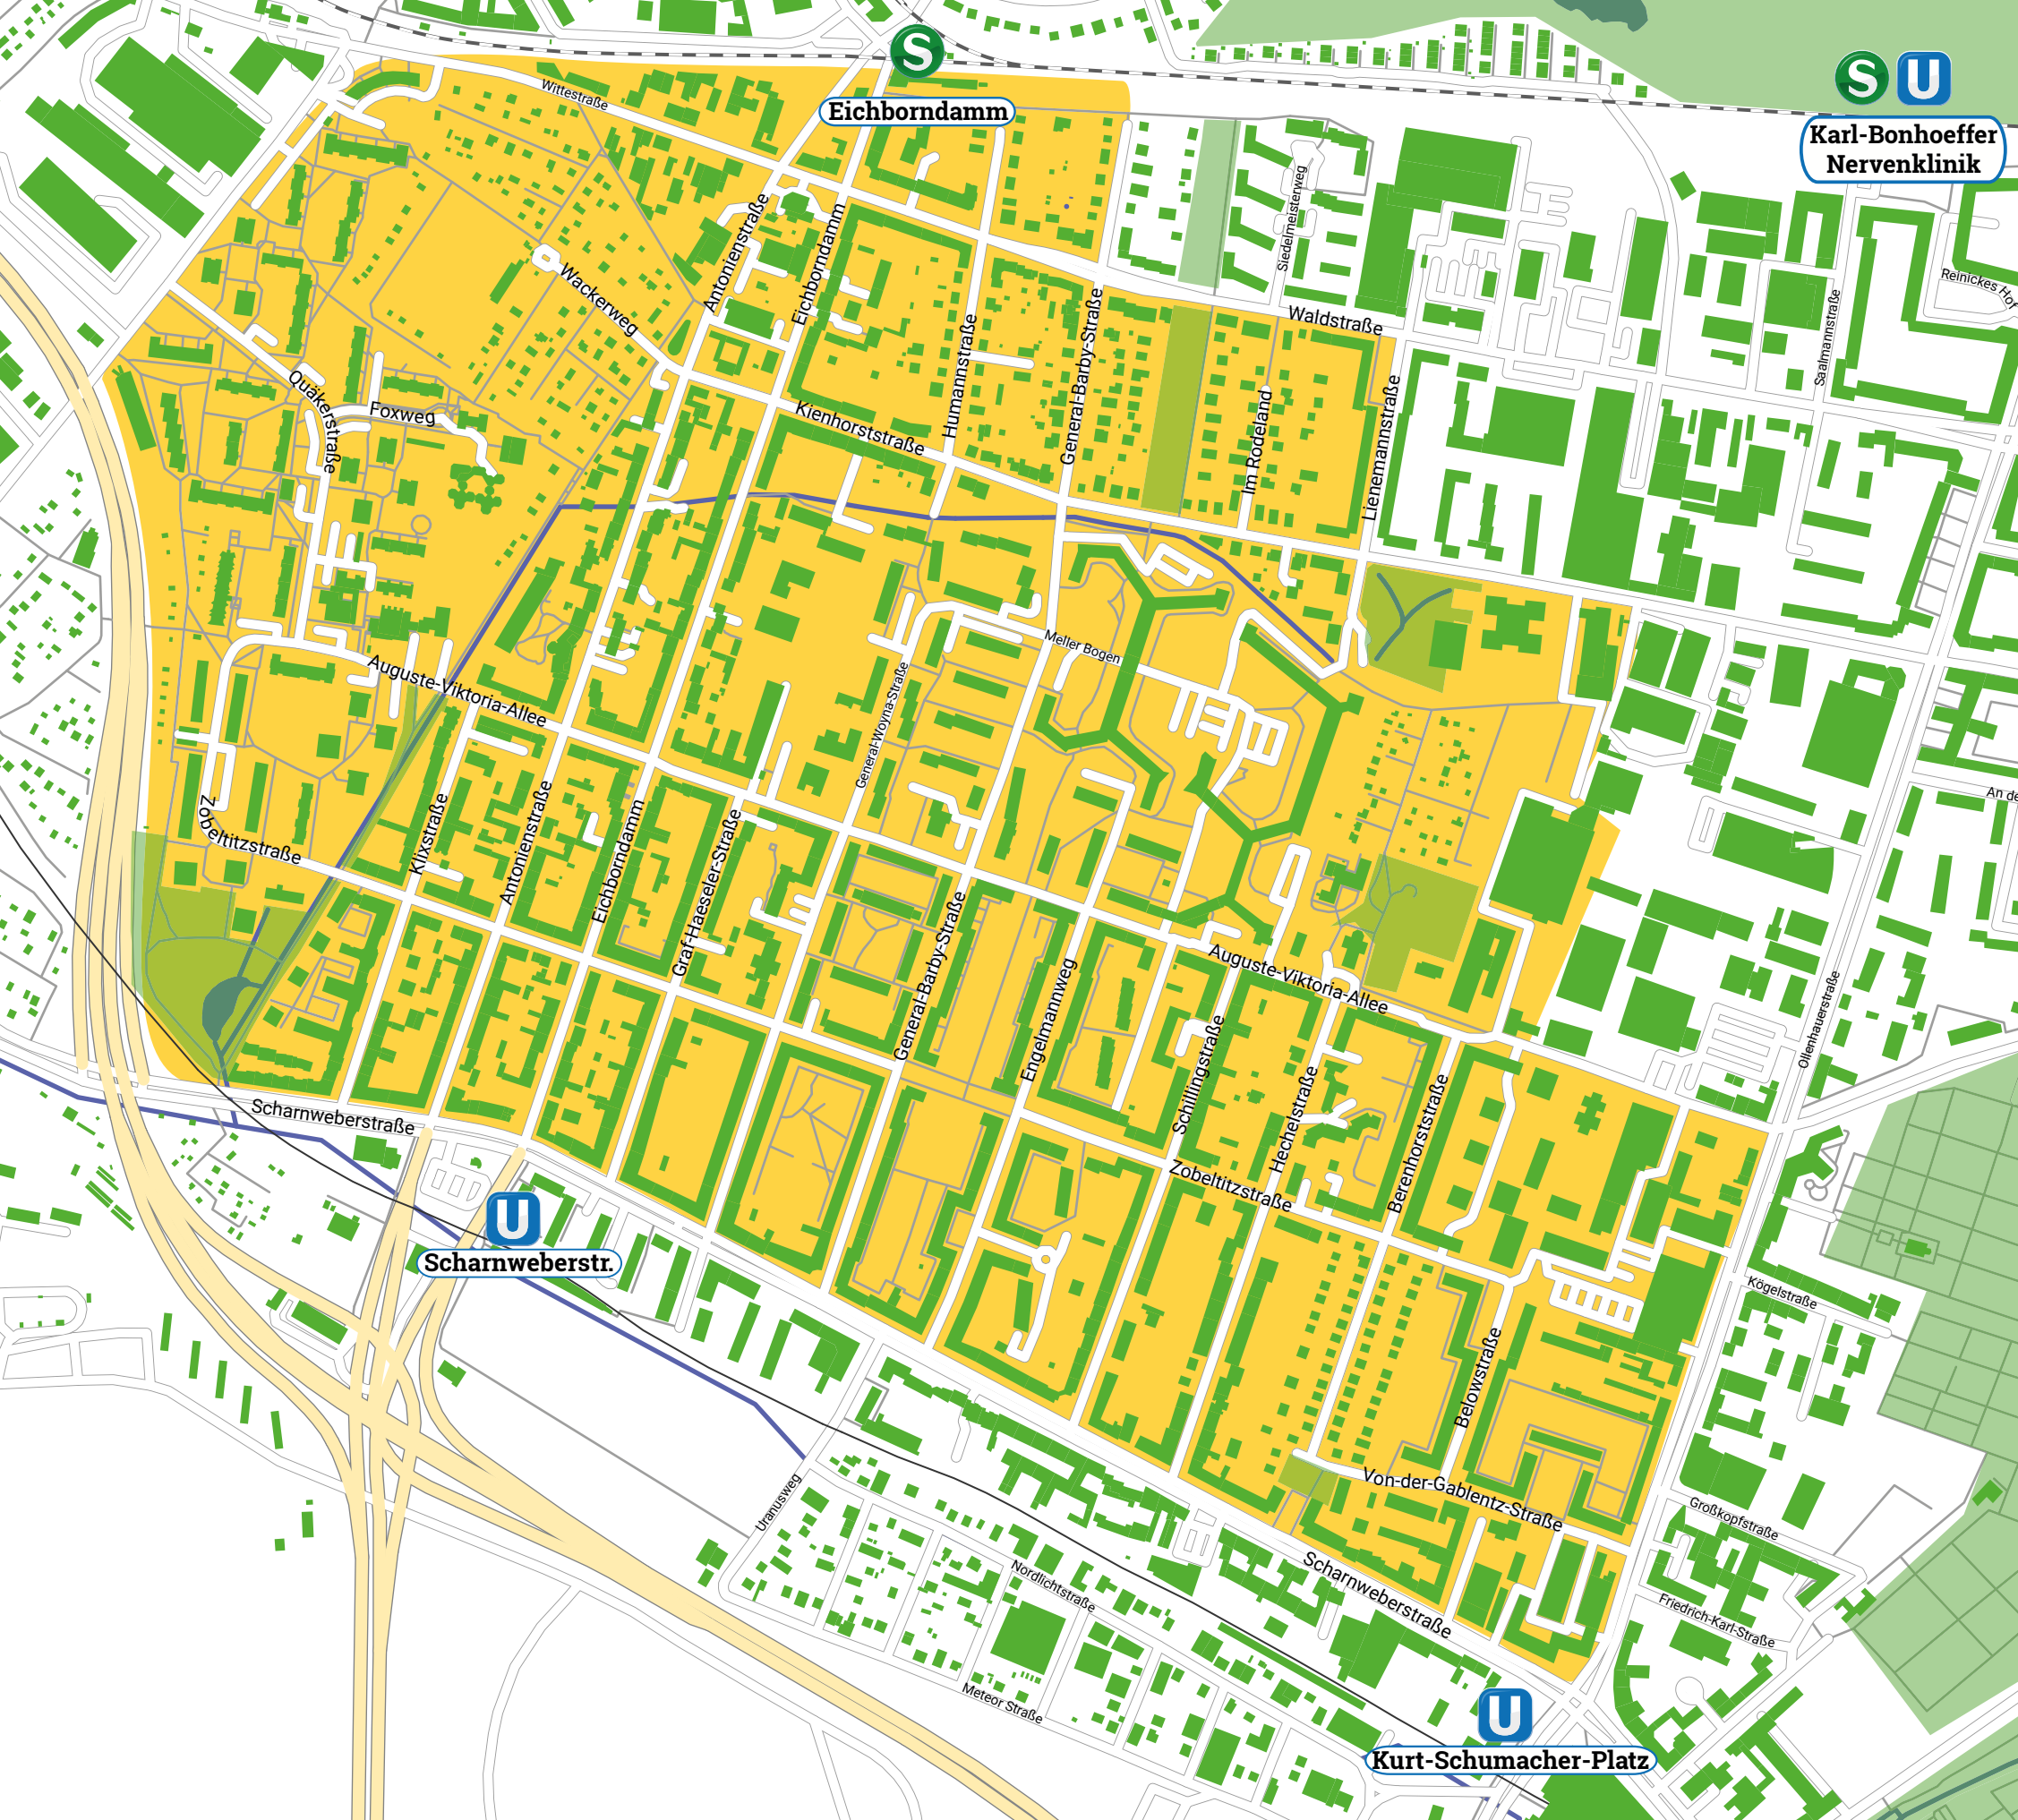 S
Eichborndamm
S U
Karl-Bonhoeffer
Nervenklinik
Wittestraße
Antonienstraße
Eichborndamm
Wackerweg
Siedelmeisterweg
Waldstraße
Saalmannstraße
Reinickes Hof
Humannstraße
General-Barby-Straße
Quäkerstraße
Foxweg
Kienhorststraße
Im Rodeland
Lienemannstraße
Meller Bogen
Auguste-Viktoria-Allee
General-Woyna-Straße
Zobeltitzstraße
Klixstraße
Antonienstraße
Eichborndamm
Graf-Haeseler-Straße
An de
General-Barby-Straße
Engelmannweg
Auguste-Viktoria-Allee
Schillingstraße
Hechelstraße
Berenhorststraße
Ollenhauerstraße
Scharnweberstraße
Zobeltitzstraße
U
Scharnweberstr.
Kögelstraße
Belowstraße
Von-der-Gablentz-Straße
Uranusweg
Großkopfstraße
Nordlichtstraße
Scharnweberstraße
Friedrich-Karl-Straße
Meteor Straße
U
Kurt-Schumacher-Platz